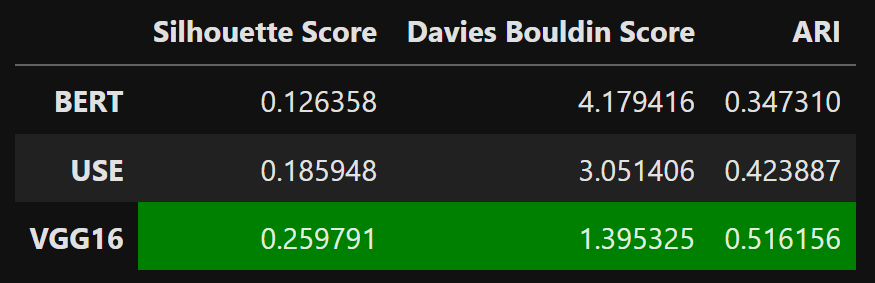 Silhouette Score Davies Bouldin Score ARI
BERT 0.126358 4.179416 0.347310
USE 0.185948 3.051406 0.423887
VGG16 0.259791 1.395325 0.516156